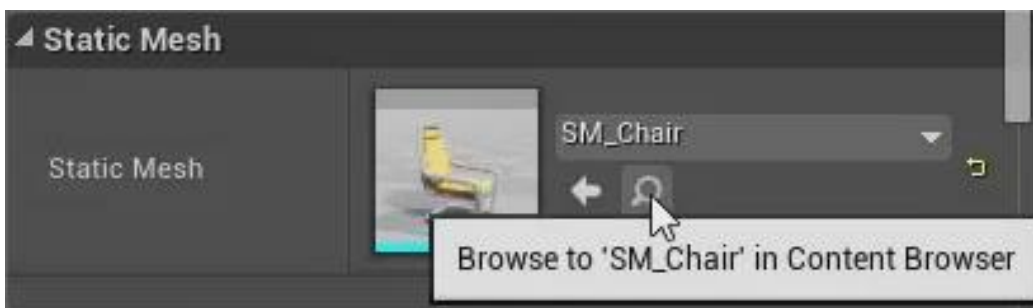 Static Mesh
Static Mesh
SM_Chair
Browse to 'SM_Chair' in Content Browser